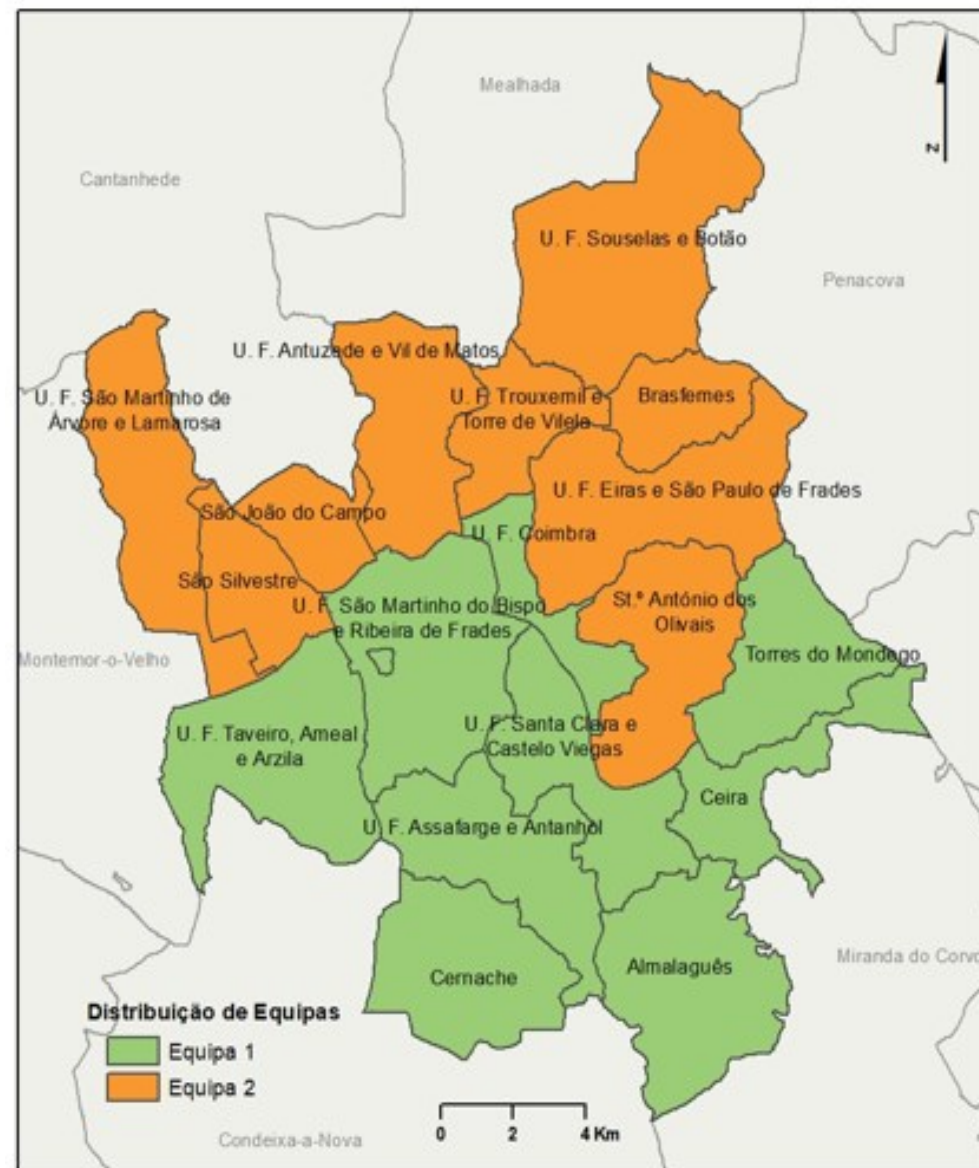 Mealhada
Cantanhede
U. F. Souselas e Botão
Penacova
U. F. Antuzede e Vil de Matos
U. F. São Martinho de
Árvore e Lamarosa
U. F. Trouxemil e
Torre de Vilela
Brasfemes
U. F. Eiras e São Paulo de Frades
São João do Campo
U. F. Coimbra
São Silvestre
U. F. São Martinho do Bispo
e Ribeira de Frades
St.º António dos
Olivais
Torres do Mondego
Montemor-o-Velho
U. F. Taveiro, Ameal
e Arzila
U. F. Santa Clara e
Castelo Viegas
Ceira
U. F. Assafarge e Antanhol
Cernache
Almalaguês
Miranda do Corvo
Distribuição de Equipas
Equipa 1
Equipa 2
0 2 4 Km
Condeixa-a-Nova
N